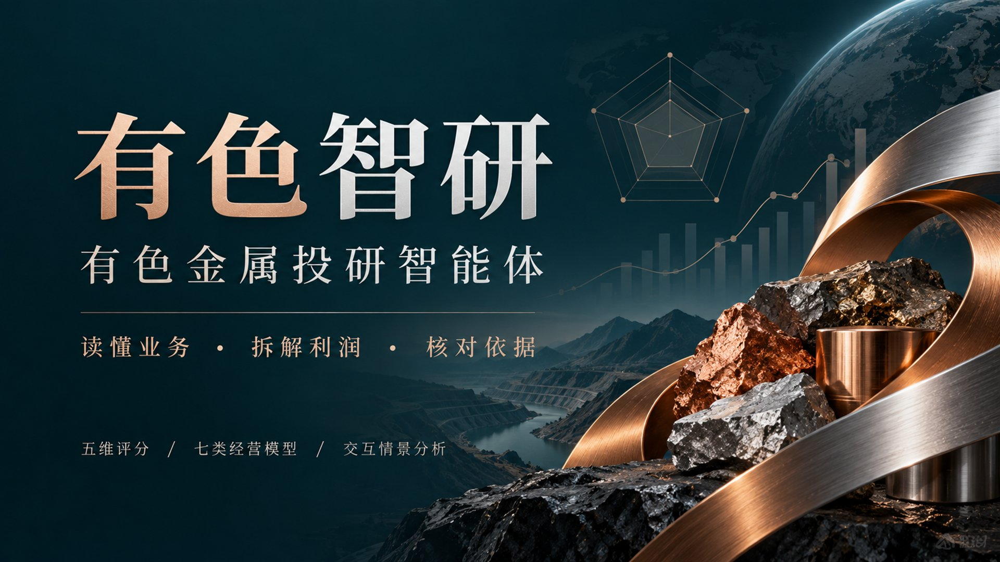 有色智研
有色金属投研智能体
读懂业务 · 拆解利润 · 核对依据
五维评分 / 七类经营模型 / 交互情景分析